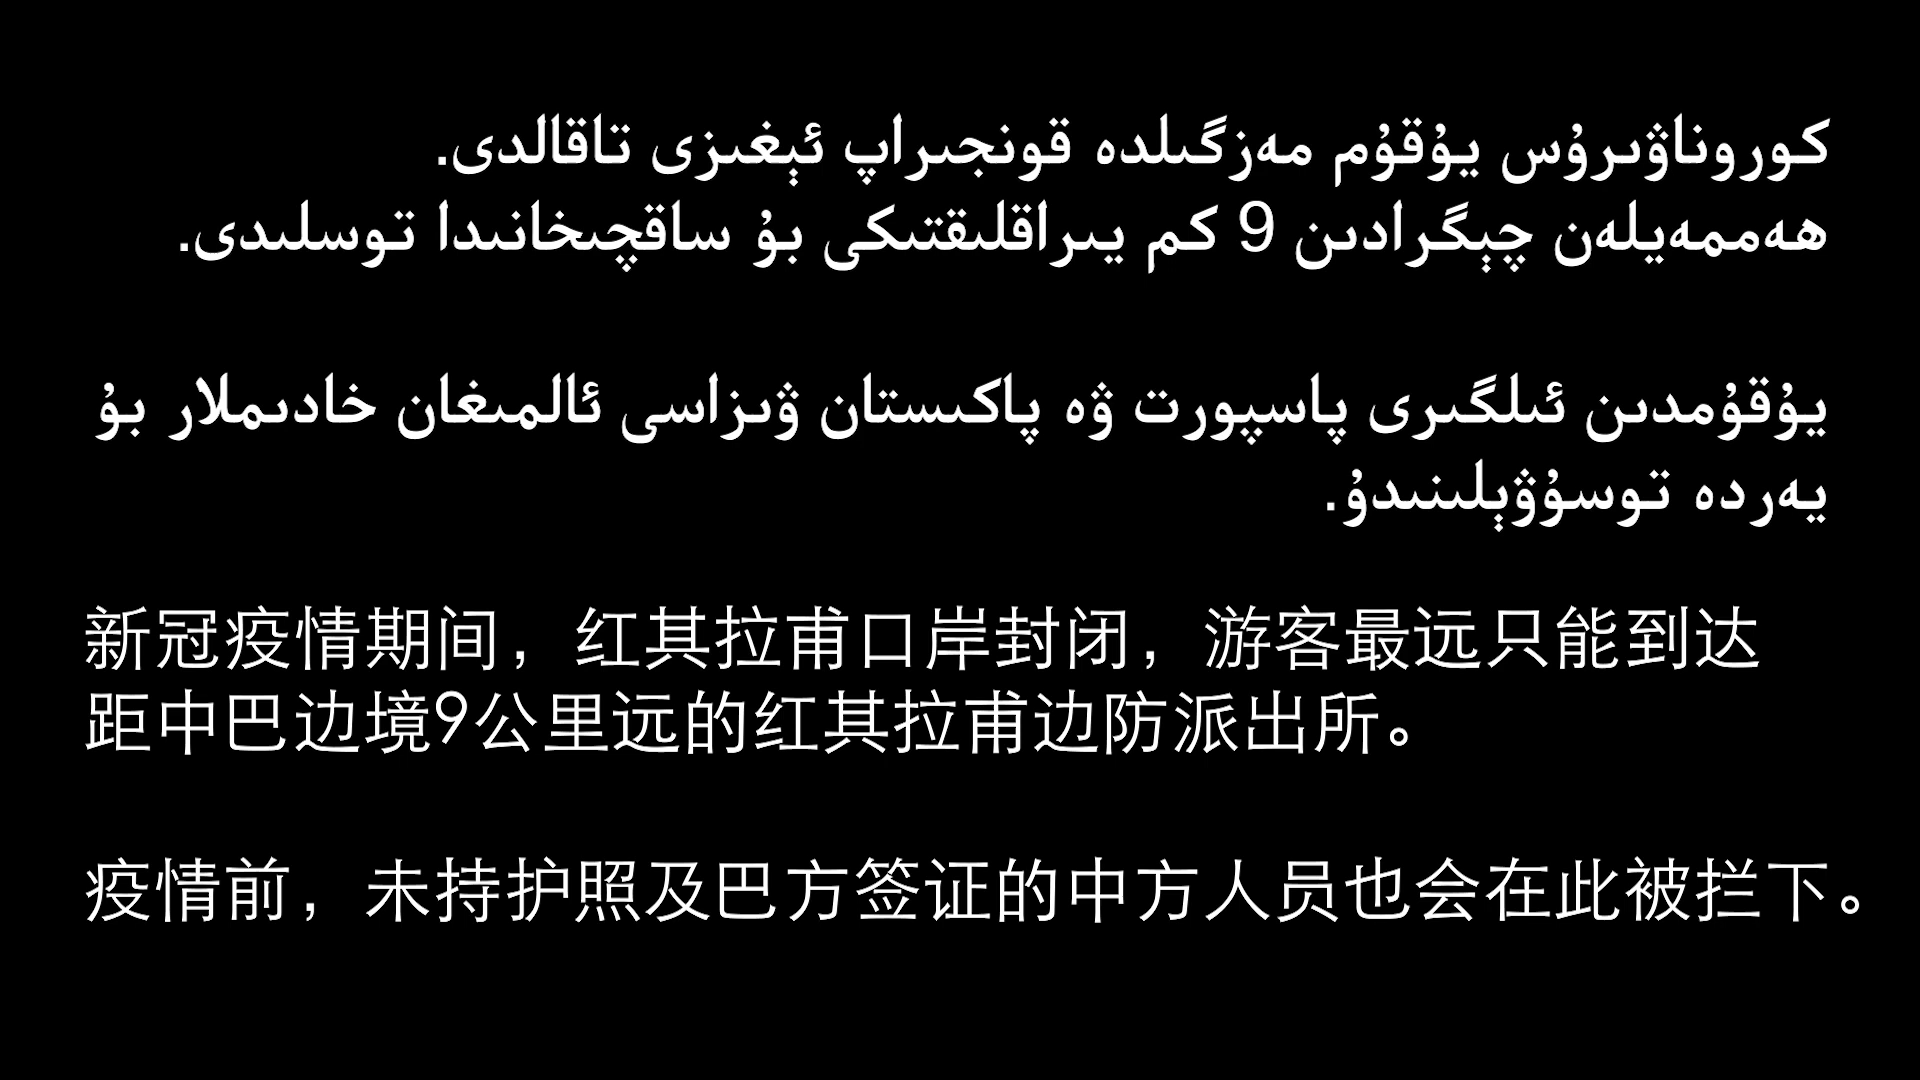 كوروناۋىرۇس يۇقۇم مەزگىلدە قونجىراپ ئېغىزى تاقالدى.
ھەممەيلەن چېگرادىن 9 كم يىراقلىقتىكى بۇ ساقچىخانىدا توسلىدى.
يۇقۇمدىن ئىلگىرى پاسپورت ۋە پاكىستان ۋىزاسى ئالمىغان خادىملار بۇ
يەردە توسۇۋېلىنىدۇ.
新冠疫情期间，红其拉甫口岸封闭，游客最远只能到达
距中巴边境9公里远的红其拉甫边防派出所。
疫情前，未持护照及巴方签证的中方人员也会在此被拦下。